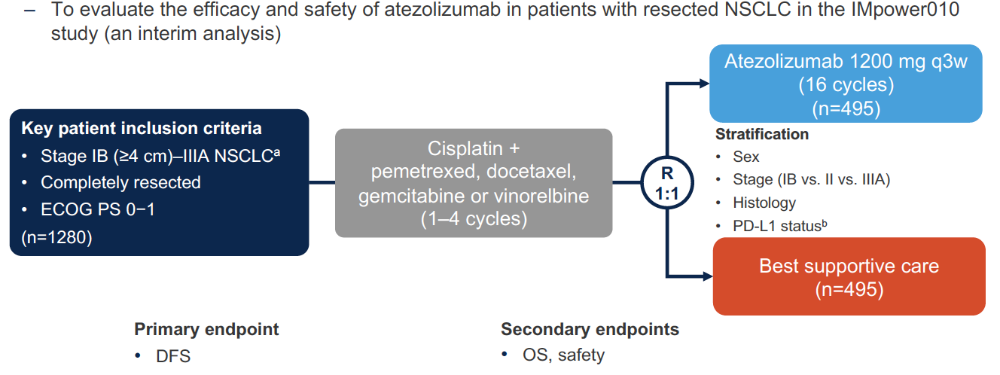 – To evaluate the efficacy and safety of atezolizumab in patients with resected NSCLC in the IMpower010
study (an interim analysis)
Key patient inclusion criteria
• Stage IB (≥4 cm)–IIIA NSCLCᵃ
• Completely resected
• ECOG PS 0−1
(n=1280)
Cisplatin +
pemetrexed, docetaxel,
gemcitabine or vinorelbine
(1–4 cycles)
R
1:1
Atezolizumab 1200 mg q3w
(16 cycles)
(n=495)
Stratification
• Sex
• Stage (IB vs. II vs. IIIA)
• Histology
• PD-L1 statusᵇ
Best supportive care
(n=495)
Primary endpoint
• DFS
Secondary endpoints
• OS, safety